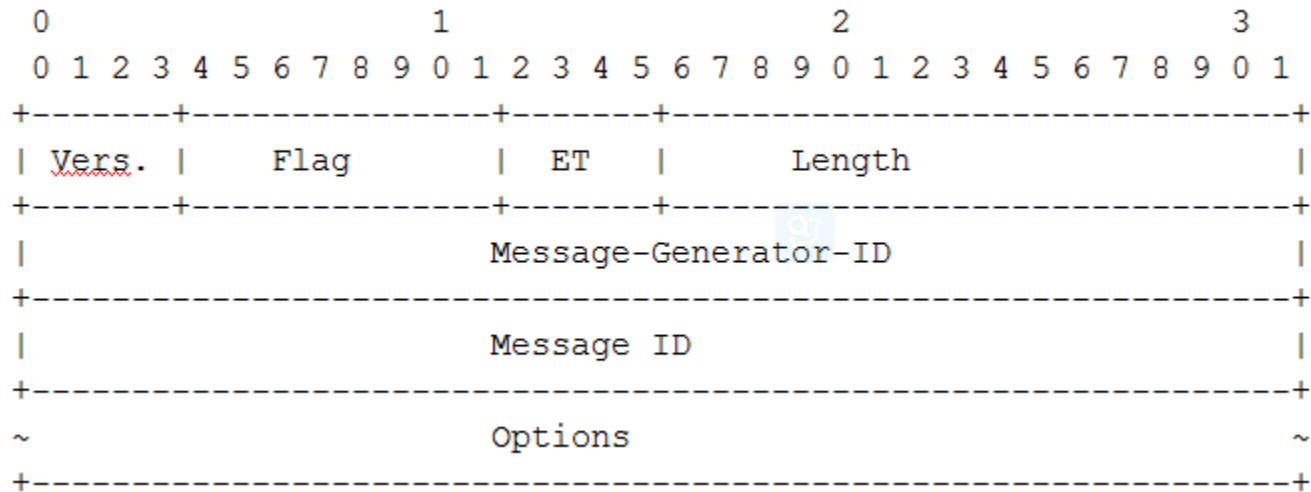 0                   1                   2                   3
0 1 2 3 4 5 6 7 8 9 0 1 2 3 4 5 6 7 8 9 0 1 2 3 4 5 6 7 8 9 0 1
+-------+---------------+-------+-------------------------------+
| Vers. |    Flag       |  ET   |      Length                   |
+-------+---------------+-------+-------------------------------+
|                       Message-Generator-ID                    |
+---------------------------------------------------------------+
|                       Message ID                              |
+---------------------------------------------------------------+
~                       Options                                 ~
+---------------------------------------------------------------+